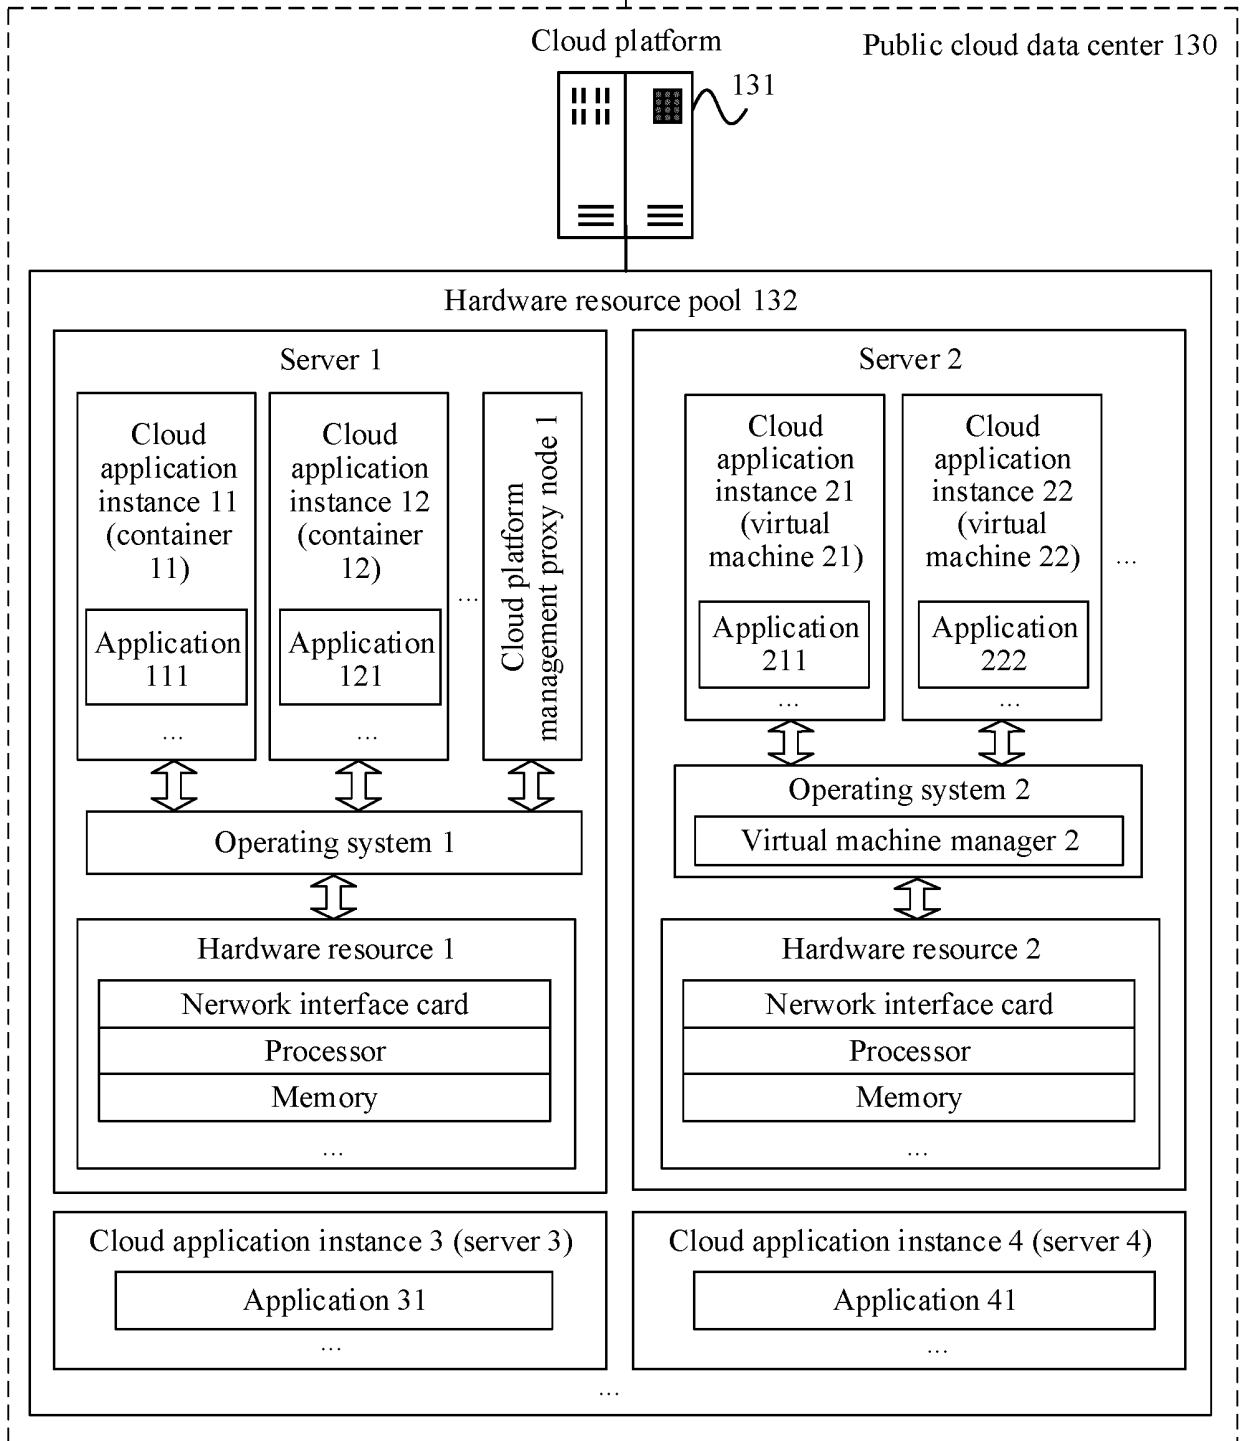 Cloud platform
Public cloud data center 130
131
Hardware resource pool 132
Server 1
Cloud
application
instance 11
(container
11)
Application
111
...
Cloud
application
instance 12
(container
12)
Application
121
...
...
Cloud platform
management proxy node 1
Operating system 1
Hardware resource 1
Nerwork interface card
Processor
Memory
...
Server 2
Cloud
application
instance 21
(virtual
machine 21)
Application
211
...
Cloud
application
instance 22
(virtual
machine 22)
Application
222
...
...
Operating system 2
Virtual machine manager 2
Hardware resource 2
Nerwork interface card
Processor
Memory
...
Cloud application instance 3 (server 3)
Application 31
...
Cloud application instance 4 (server 4)
Application 41
...
...